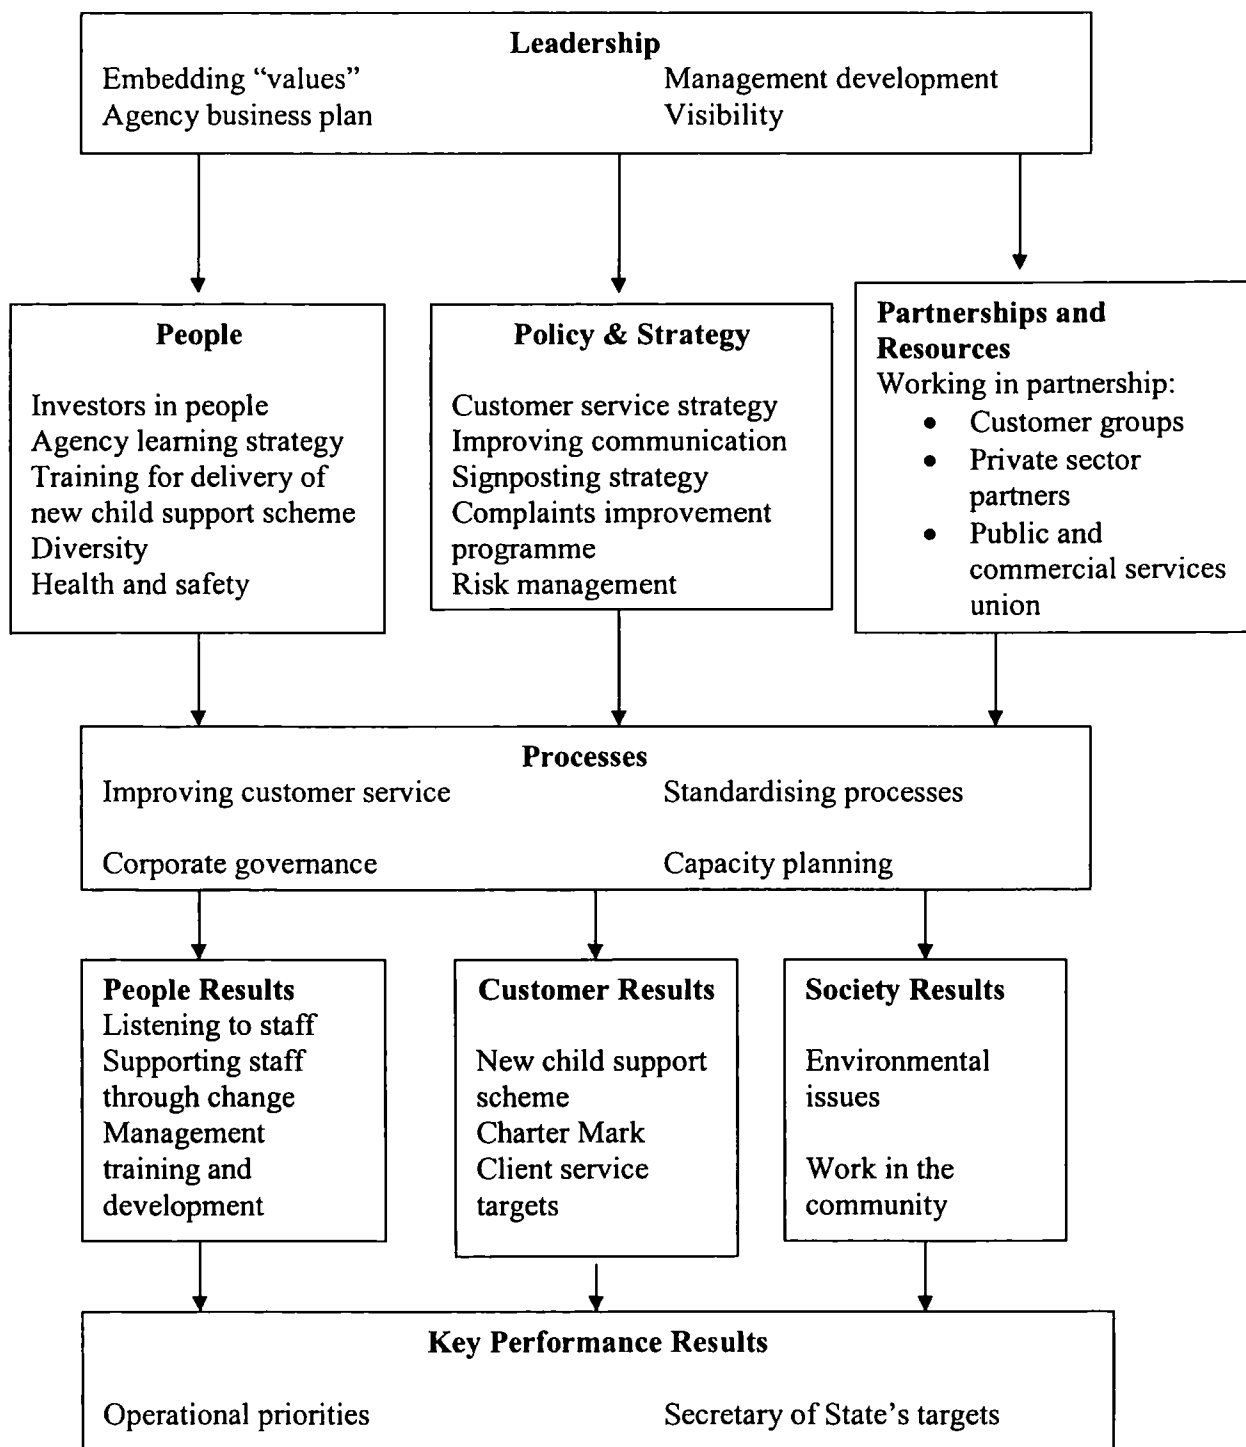 Leadership
Embedding “values”
Management development
Agency business plan
Visibility
People
Investors in people
Agency learning strategy
Training for delivery of
new child support scheme
Diversity
Health and safety
Policy & Strategy
Customer service strategy
Improving communication
Signposting strategy
Complaints improvement
programme
Risk management
Partnerships and
Resources
Working in partnership:
• Customer groups
• Private sector
partners
• Public and
commercial services
union
Processes
Improving customer service
Standardising processes
Corporate governance
Capacity planning
People Results
Listening to staff
Supporting staff
through change
Management
training and
development
Customer Results
New child support
scheme
Charter Mark
Client service
targets
Society Results
Environmental
issues
Work in the
community
Key Performance Results
Operational priorities
Secretary of State’s targets